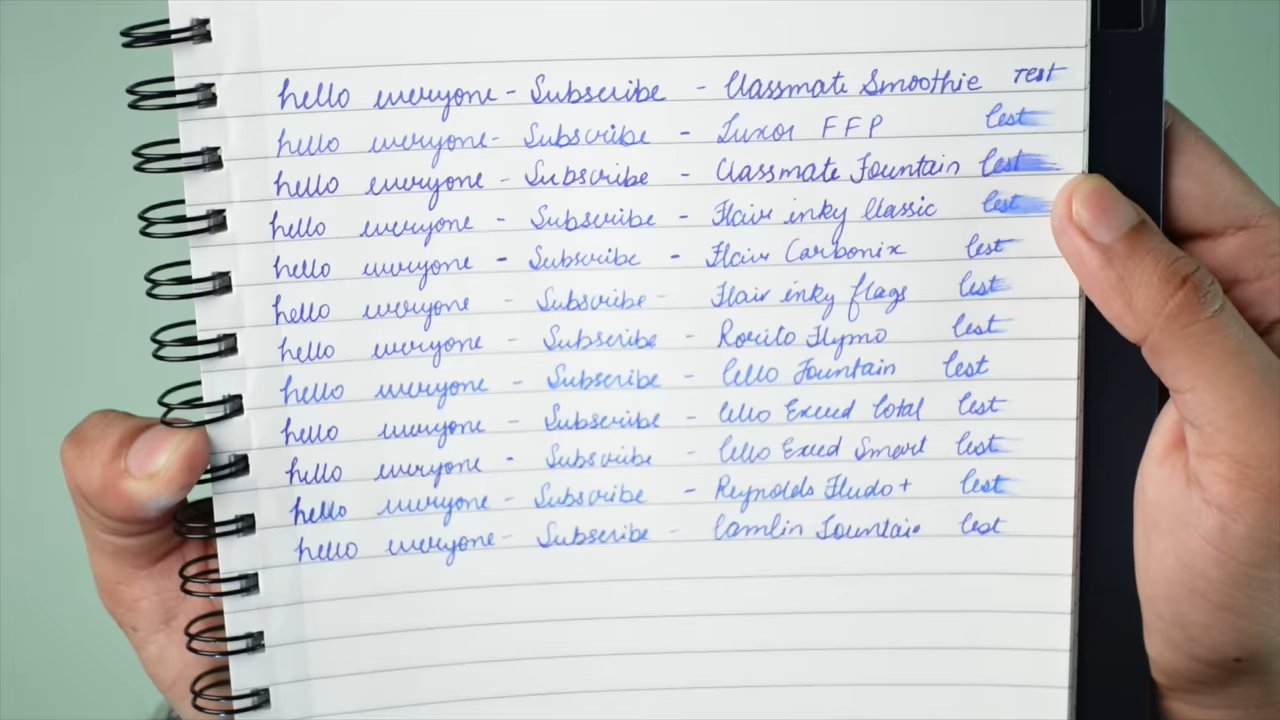 hello everyone - Subscribe - Classmate Smoothie Test
hello everyone - Subscribe - Luxor FFP Test
hello everyone - Subscribe - Classmate Fountain Test
hello everyone - Subscribe - Flair inky Classic Test
hello everyone - Subscribe - Flair Carbonix Test
hello everyone - Subscribe - Flair inky flags Test
hello everyone - Subscribe - Rorito Flymo Test
hello everyone - Subscribe - Cello Fountain Test
hello everyone - Subscribe - Cello Exceed Total Test
hello everyone - Subscribe - Cello Exceed Smart Test
hello everyone - Subscribe - Reynolds Fludo+ Test
hello everyone - Subscribe - Camlin Fountain Test